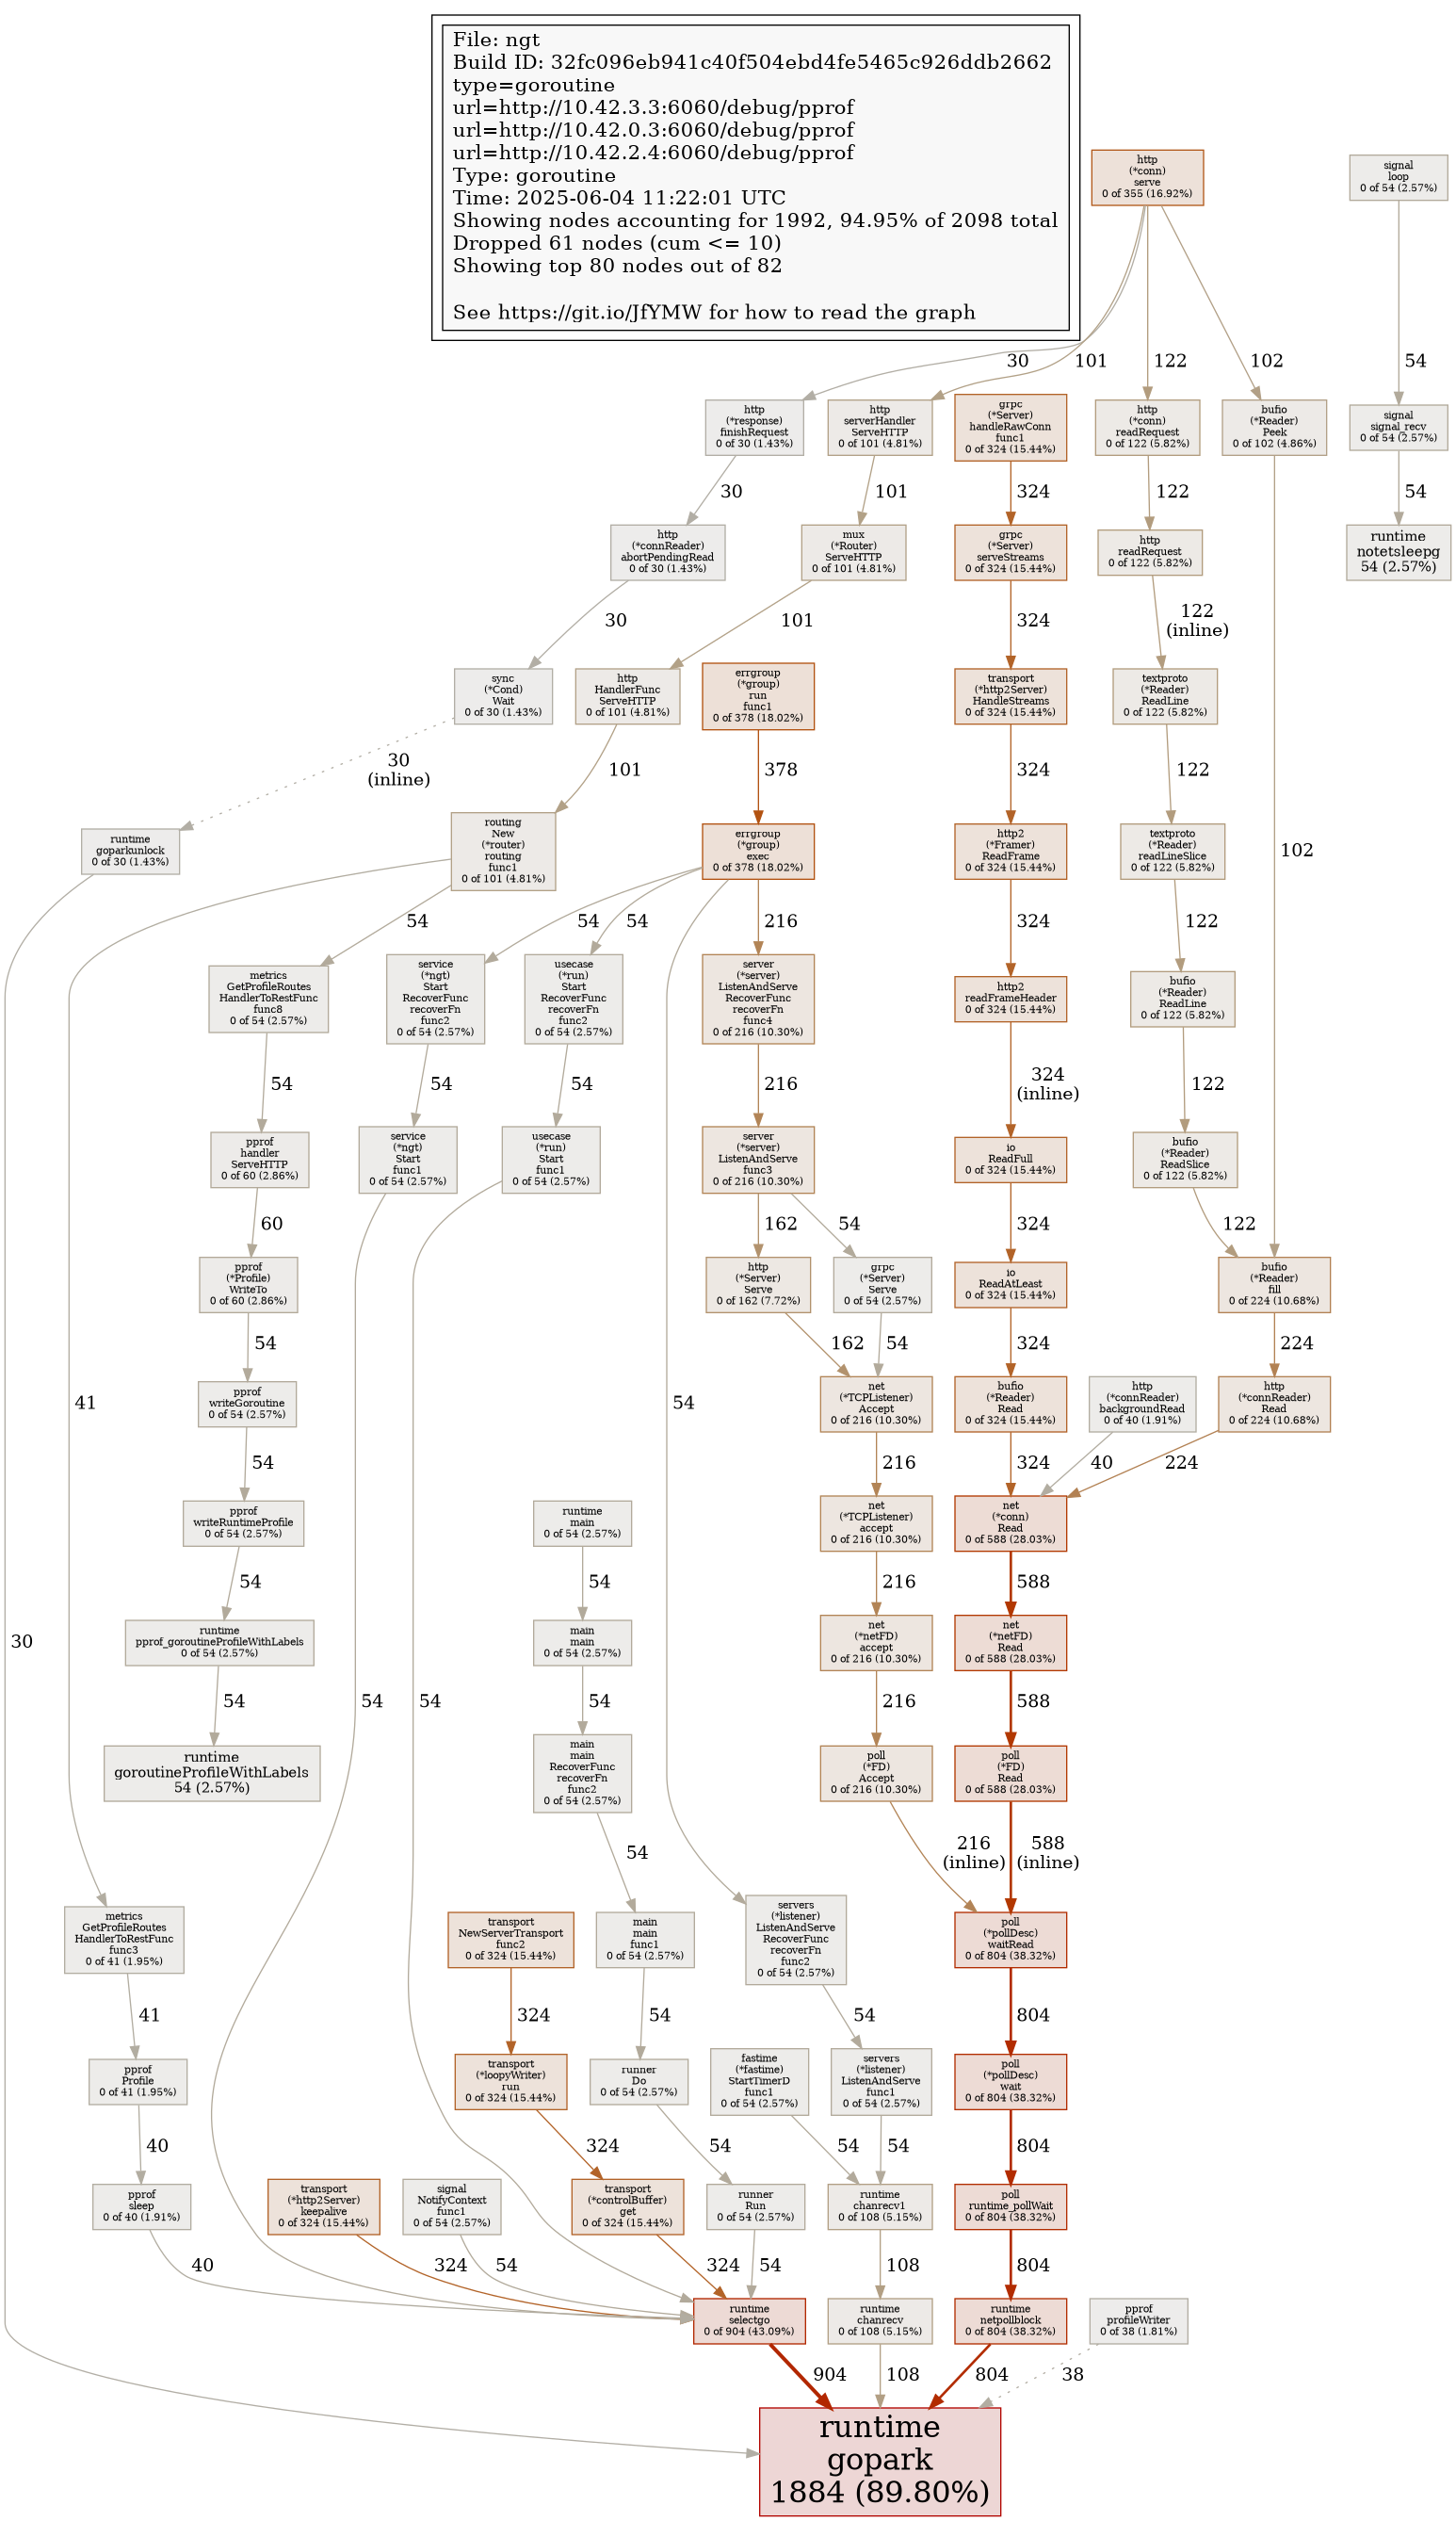 File: ngt
Build ID: 32fc096eb941c40f504ebd4fe5465c926ddb2662
type=goroutine
url=http://10.42.3.3:6060/debug/pprof
url=http://10.42.0.3:6060/debug/pprof
url=http://10.42.2.4:6060/debug/pprof
Type: goroutine
Time: 2025-06-04 11:22:01 UTC
Showing nodes accounting for 1992, 94.95% of 2098 total
Dropped 61 nodes (cum <= 10)
Showing top 80 nodes out of 82
See https://git.io/JfYMW for how to read the graph
http
(*conn)
serve
0 of 355 (16.92%)
signal
loop
0 of 54 (2.57%)
30
101
122
102
54
http
(*response)
finishRequest
0 of 30 (1.43%)
http
serverHandler
ServeHTTP
0 of 101 (4.81%)
grpc
(*Server)
handleRawConn
func1
0 of 324 (15.44%)
http
(*conn)
readRequest
0 of 122 (5.82%)
bufio
(*Reader)
Peek
0 of 102 (4.86%)
signal
signal_recv
0 of 54 (2.57%)
30
101
324
122
54
http
(*connReader)
abortPendingRead
0 of 30 (1.43%)
mux
(*Router)
ServeHTTP
0 of 101 (4.81%)
grpc
(*Server)
serveStreams
0 of 324 (15.44%)
http
readRequest
0 of 122 (5.82%)
runtime
notetsleepg
54 (2.57%)
30
101
324
122
(inline)
sync
(*Cond)
Wait
0 of 30 (1.43%)
http
HandlerFunc
ServeHTTP
0 of 101 (4.81%)
errgroup
(*group)
run
func1
0 of 378 (18.02%)
transport
(*http2Server)
HandleStreams
0 of 324 (15.44%)
textproto
(*Reader)
ReadLine
0 of 122 (5.82%)
30
(inline)
101
378
324
122
runtime
goparkunlock
0 of 30 (1.43%)
routing
New
(*router)
routing
func1
0 of 101 (4.81%)
errgroup
(*group)
exec
0 of 378 (18.02%)
http2
(*Framer)
ReadFrame
0 of 324 (15.44%)
textproto
(*Reader)
readLineSlice
0 of 122 (5.82%)
102
54
54
54
216
324
122
metrics
GetProfileRoutes
HandlerToRestFunc
func8
0 of 54 (2.57%)
service
(*ngt)
Start
RecoverFunc
recoverFn
func2
0 of 54 (2.57%)
usecase
(*run)
Start
RecoverFunc
recoverFn
func2
0 of 54 (2.57%)
server
(*server)
ListenAndServe
RecoverFunc
recoverFn
func4
0 of 216 (10.30%)
http2
readFrameHeader
0 of 324 (15.44%)
bufio
(*Reader)
ReadLine
0 of 122 (5.82%)
54
54
54
216
324
(inline)
122
pprof
handler
ServeHTTP
0 of 60 (2.86%)
service
(*ngt)
Start
func1
0 of 54 (2.57%)
usecase
(*run)
Start
func1
0 of 54 (2.57%)
server
(*server)
ListenAndServe
func3
0 of 216 (10.30%)
io
ReadFull
0 of 324 (15.44%)
bufio
(*Reader)
ReadSlice
0 of 122 (5.82%)
60
162
54
324
122
pprof
(*Profile)
WriteTo
0 of 60 (2.86%)
http
(*Server)
Serve
0 of 162 (7.72%)
grpc
(*Server)
Serve
0 of 54 (2.57%)
io
ReadAtLeast
0 of 324 (15.44%)
bufio
(*Reader)
fill
0 of 224 (10.68%)
54
162
54
324
224
41
pprof
writeGoroutine
0 of 54 (2.57%)
54
net
(*TCPListener)
Accept
0 of 216 (10.30%)
bufio
(*Reader)
Read
0 of 324 (15.44%)
http
(*connReader)
backgroundRead
0 of 40 (1.91%)
http
(*connReader)
Read
0 of 224 (10.68%)
54
216
324
40
224
pprof
writeRuntimeProfile
0 of 54 (2.57%)
runtime
main
0 of 54 (2.57%)
net
(*TCPListener)
accept
0 of 216 (10.30%)
net
(*conn)
Read
0 of 588 (28.03%)
54
54
216
588
30
runtime
pprof_goroutineProfileWithLabels
0 of 54 (2.57%)
main
main
0 of 54 (2.57%)
net
(*netFD)
accept
0 of 216 (10.30%)
net
(*netFD)
Read
0 of 588 (28.03%)
54
54
54
54
216
588
runtime
goroutineProfileWithLabels
54 (2.57%)
main
main
RecoverFunc
recoverFn
func2
0 of 54 (2.57%)
poll
(*FD)
Accept
0 of 216 (10.30%)
poll
(*FD)
Read
0 of 588 (28.03%)
54
216
(inline)
588
(inline)
metrics
GetProfileRoutes
HandlerToRestFunc
func3
0 of 41 (1.95%)
transport
NewServerTransport
func2
0 of 324 (15.44%)
main
main
func1
0 of 54 (2.57%)
servers
(*listener)
ListenAndServe
RecoverFunc
recoverFn
func2
0 of 54 (2.57%)
poll
(*pollDesc)
waitRead
0 of 804 (38.32%)
41
324
54
54
804
pprof
Profile
0 of 41 (1.95%)
transport
(*loopyWriter)
run
0 of 324 (15.44%)
runner
Do
0 of 54 (2.57%)
fastime
(*fastime)
StartTimerD
func1
0 of 54 (2.57%)
servers
(*listener)
ListenAndServe
func1
0 of 54 (2.57%)
poll
(*pollDesc)
wait
0 of 804 (38.32%)
40
324
54
54
54
804
pprof
sleep
0 of 40 (1.91%)
transport
(*http2Server)
keepalive
0 of 324 (15.44%)
signal
NotifyContext
func1
0 of 54 (2.57%)
transport
(*controlBuffer)
get
0 of 324 (15.44%)
runner
Run
0 of 54 (2.57%)
runtime
chanrecv1
0 of 108 (5.15%)
poll
runtime_pollWait
0 of 804 (38.32%)
40
324
54
324
54
108
804
runtime
selectgo
0 of 904 (43.09%)
runtime
chanrecv
0 of 108 (5.15%)
runtime
netpollblock
0 of 804 (38.32%)
pprof
profileWriter
0 of 38 (1.81%)
904
108
804
38
runtime
gopark
1884 (89.80%)